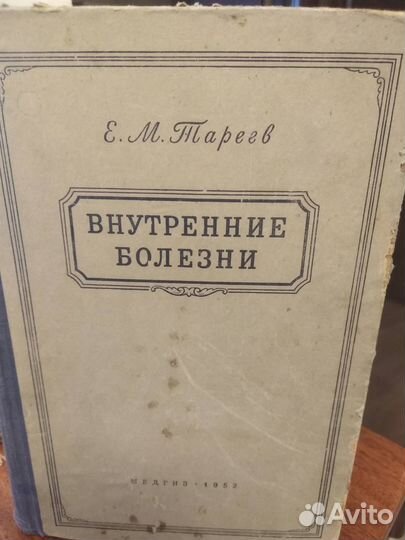 Е. М. Тареев
ВНУТРЕННИЕ
БОЛЕЗНИ
МЕДГИЗ • 1952
Avito